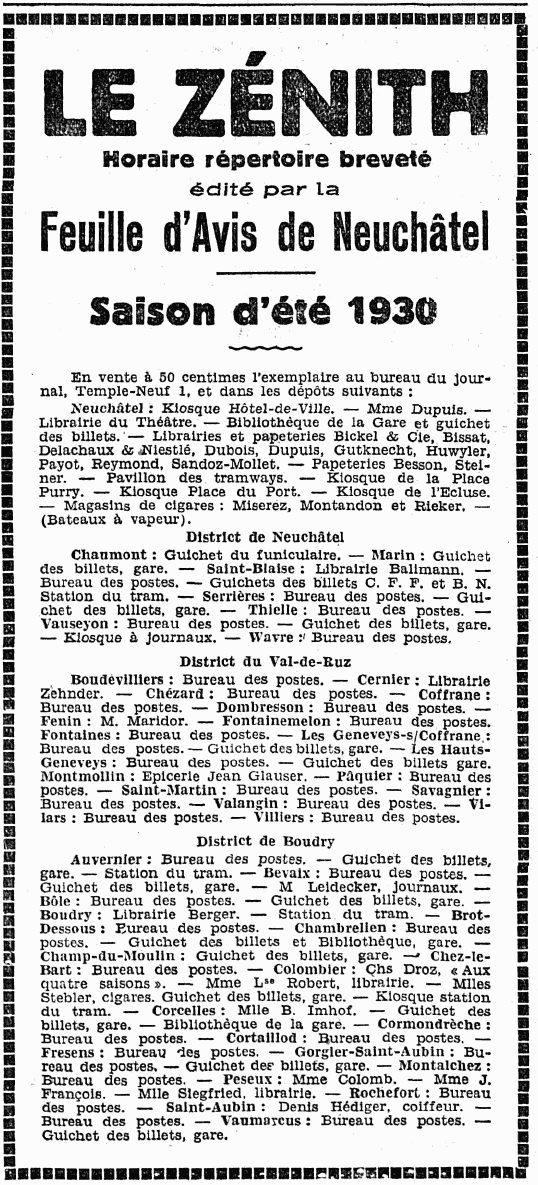 LE ZÉNITH
Horaire répertoire breveté
édité par la
Feuille d'Avis de Neuchâtel
Saison d'été 1930
En vente à 50 centimes l'exemplaire au bureau du jour-
nal, Temple-Neuf 1, et dans les dépôts suivants :
Neuchâtel : Kiosque Hôtel-de-Ville. — Mme Dupuis. —
Librairie du Théâtre. — Bibliothèque de la Gare et guichet
des billets. — Librairies et papeteries Bickel & Cie, Bissat,
Delachaux & Niestlé, Dubois, Dupuis, Gutknecht, Huwyler,
Payot, Reymond, Sandoz-Mollet. — Papeteries Besson, Stei-
ner. — Pavillon des tramways. — Kiosque de la Place
Purry. — Kiosque Place du Port. — Kiosque de l'Ecluse.
— Magasins de cigares : Miserez, Montandon et Rieker. —
(Bateaux à vapeur).
District de Neuchâtel
Chaumont : Guichet du funiculaire. — Marin : Guichet
des billets, gare. — Saint-Blaise : Librairie Balimann. —
Bureau des postes. — Guichets des billets C. F. F. et B. N.
Station du tram. — Serrières : Bureau des postes. — Gui-
chet des billets, gare. — Thielle : Bureau des postes. —
Vauseyon : Bureau des postes. — Guichet des billets, gare.
— Kiosque à journaux. — Wavre : Bureau des postes.
District du Val-de-Ruz
Boudevilliers : Bureau des postes. — Cernier : Librairie
Zehnder. — Chézard : Bureau des postes. — Coffrane :
Bureau des postes. — Dombresson : Bureau des postes. —
Fenin : M. Maridor. — Fontainemelon : Bureau des postes.
Fontaines : Bureau des postes. — Les Geneveys-s/Coffrane :
Bureau des postes. — Guichet des billets, gare. — Les Hauts-
Geneveys : Bureau des postes. — Guichet des billets gare.
Montmollin : Epicerie Jean Glauser. — Pâquier : Bureau des
postes. — Saint-Martin : Bureau des postes. — Savagnier :
Bureau des postes. — Valangin : Bureau des postes. — Vi-
lars : Bureau des postes. — Villiers : Bureau des postes.
District de Boudry
Auvernier : Bureau des postes. — Guichet des billets,
gare. — Station du tram. — Bevaix : Bureau des postes. —
Guichet des billets, gare. — M Leidecker, journaux. —
Bôle : Bureau des postes. — Guichet des billets, gare. —
Boudry : Librairie Berger. — Station du tram. — Brot-
Dessous : Bureau des postes. — Chambrelien : Bureau des
postes. — Guichet des billets et Bibliothèque, gare. —
Champ-du-Moulin : Guichet des billets, gare. — Chez-le-
Bart : Bureau des postes. — Colombier : Chs Droz, « Aux
quatre saisons ». — Mme Lse Robert, librairie. — Mlles
Stebler, cigares. Guichet des billets, gare. — Kiosque station
du tram. — Corcelles : Mlle B. Imhof. — Guichet des
billets, gare. — Bibliothèque de la gare. — Cormondrèche :
Bureau des postes. — Cortaillod : Bureau des postes. —
Fresens : Bureau des postes. — Gorgier-Saint-Aubin : Bu-
reau des postes. — Guichet des billets, gare. — Montalchez :
Bureau des postes. — Peseux : Mme Colomb. — Mme J.
François. — Mlle Siegfried, librairie. — Rochefort : Bureau
des postes. — Saint-Aubin : Denis Hédiger, coiffeur. —
Bureau des postes. — Vaumarcus : Bureau des postes. —
Guichet des billets, gare.